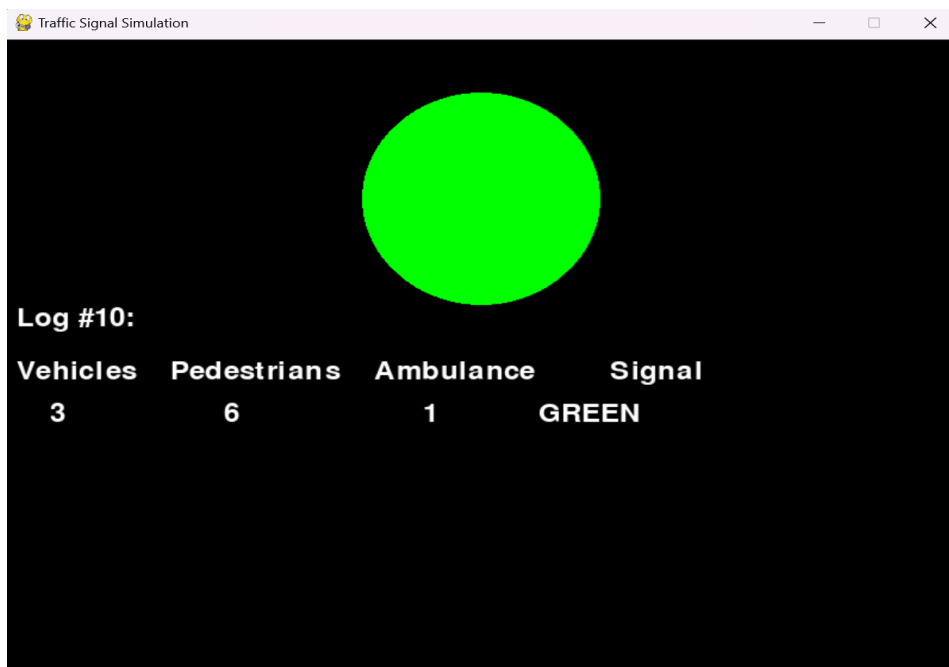 Traffic Signal Simulation
Log #10:
Vehicles Pedestrians Ambulance Signal
3 6 1 GREEN